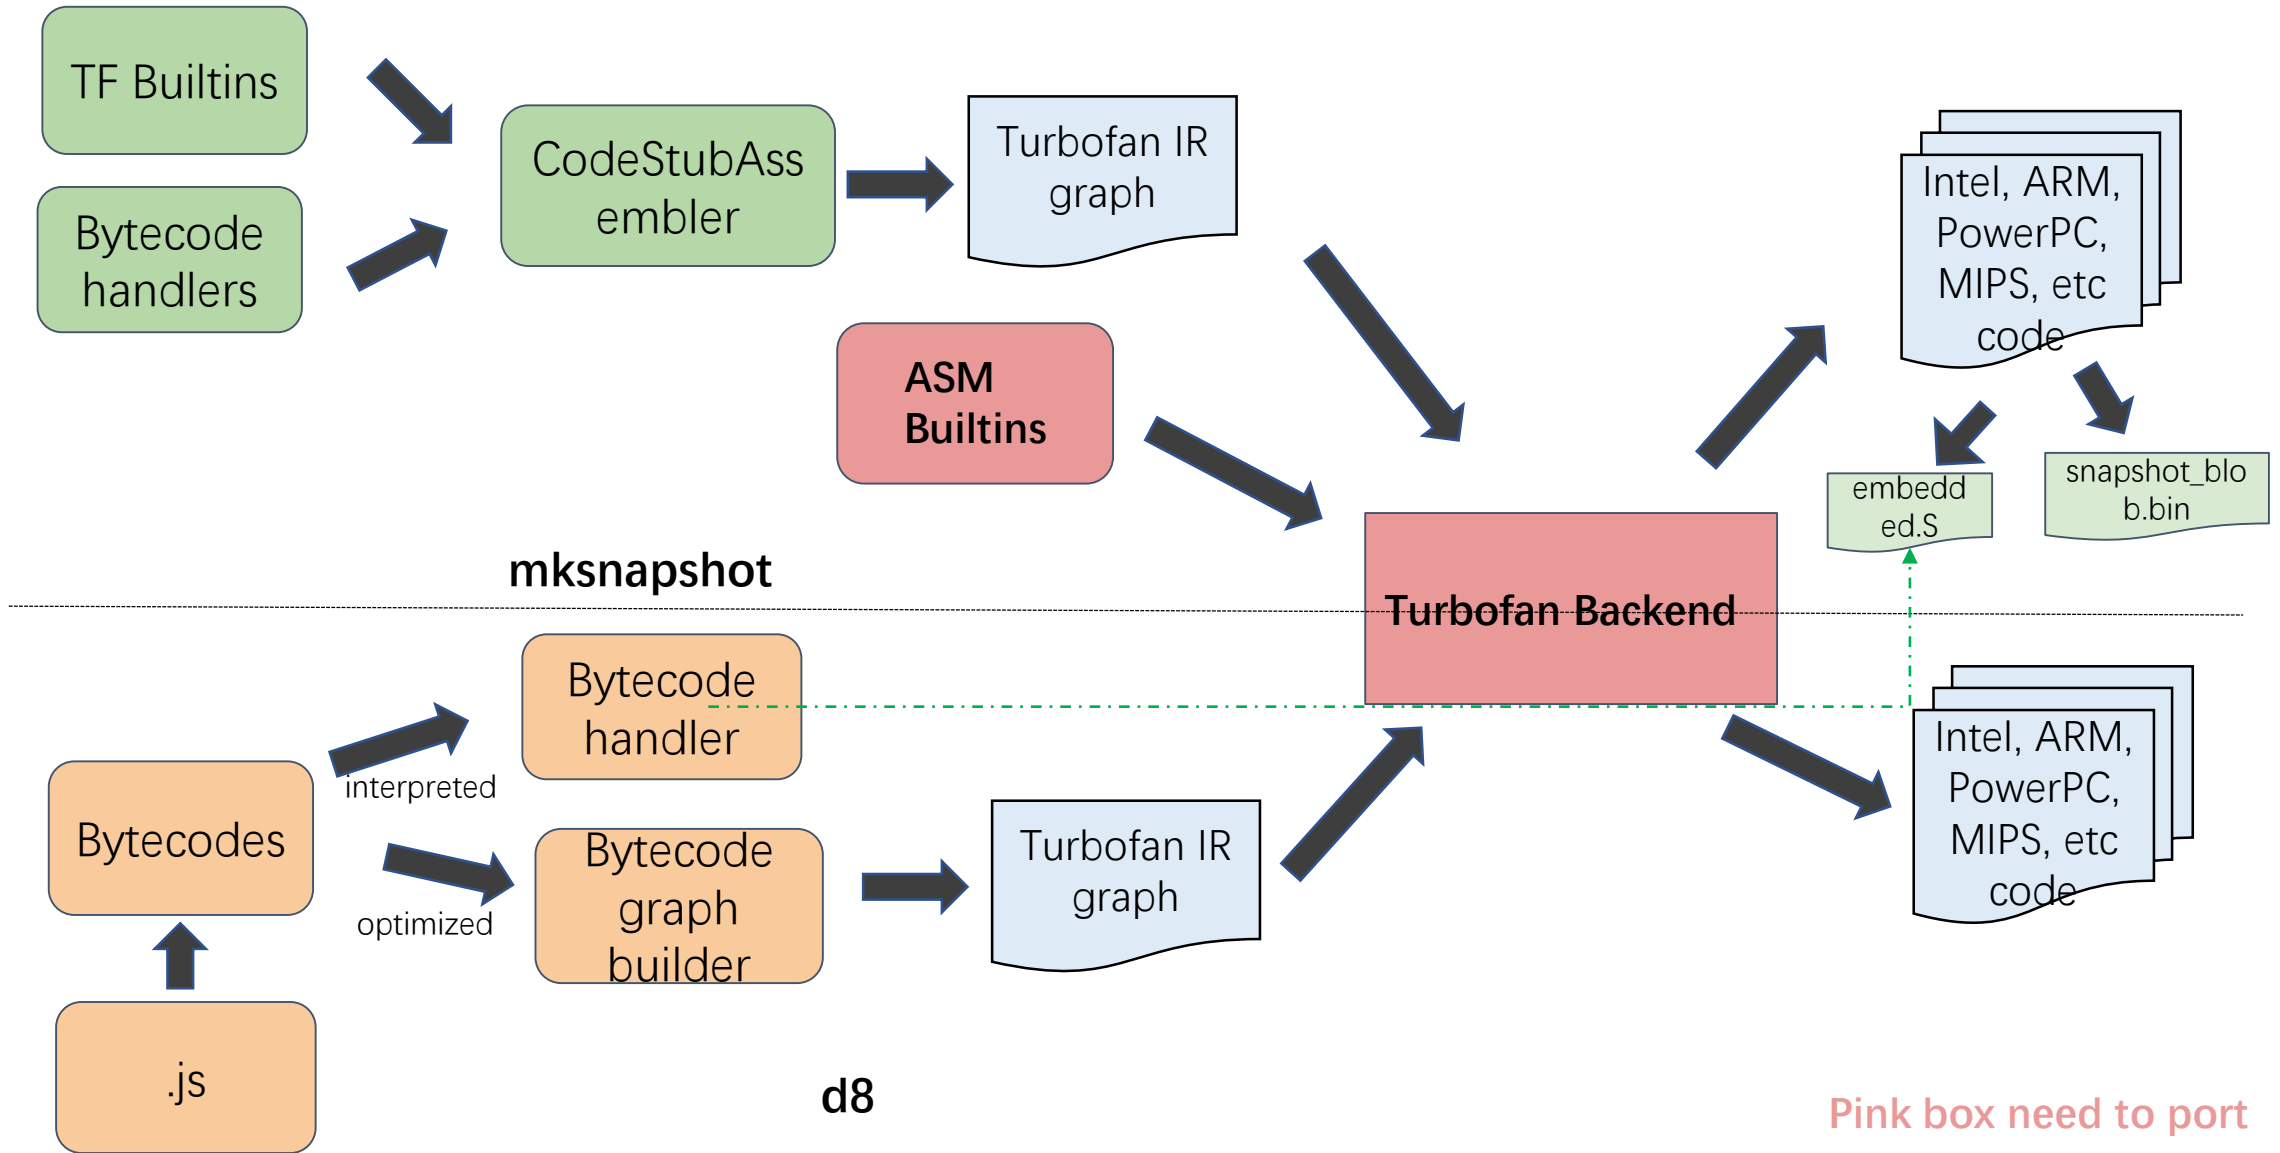 TF Builtins
Bytecode
handlers
CodeStubAss
embler
Turbofan IR
graph
Intel, ARM,
PowerPC,
MIPS, etc
code
ASM
Builtins
embedd
ed.S
snapshot_blo
b.bin
mksnapshot
Turbofan Backend
Bytecode
handler
interpreted
Bytecodes
optimized
Bytecode
graph
builder
Turbofan IR
graph
Intel, ARM,
PowerPC,
MIPS, etc
code
.js
d8
Pink box need to port